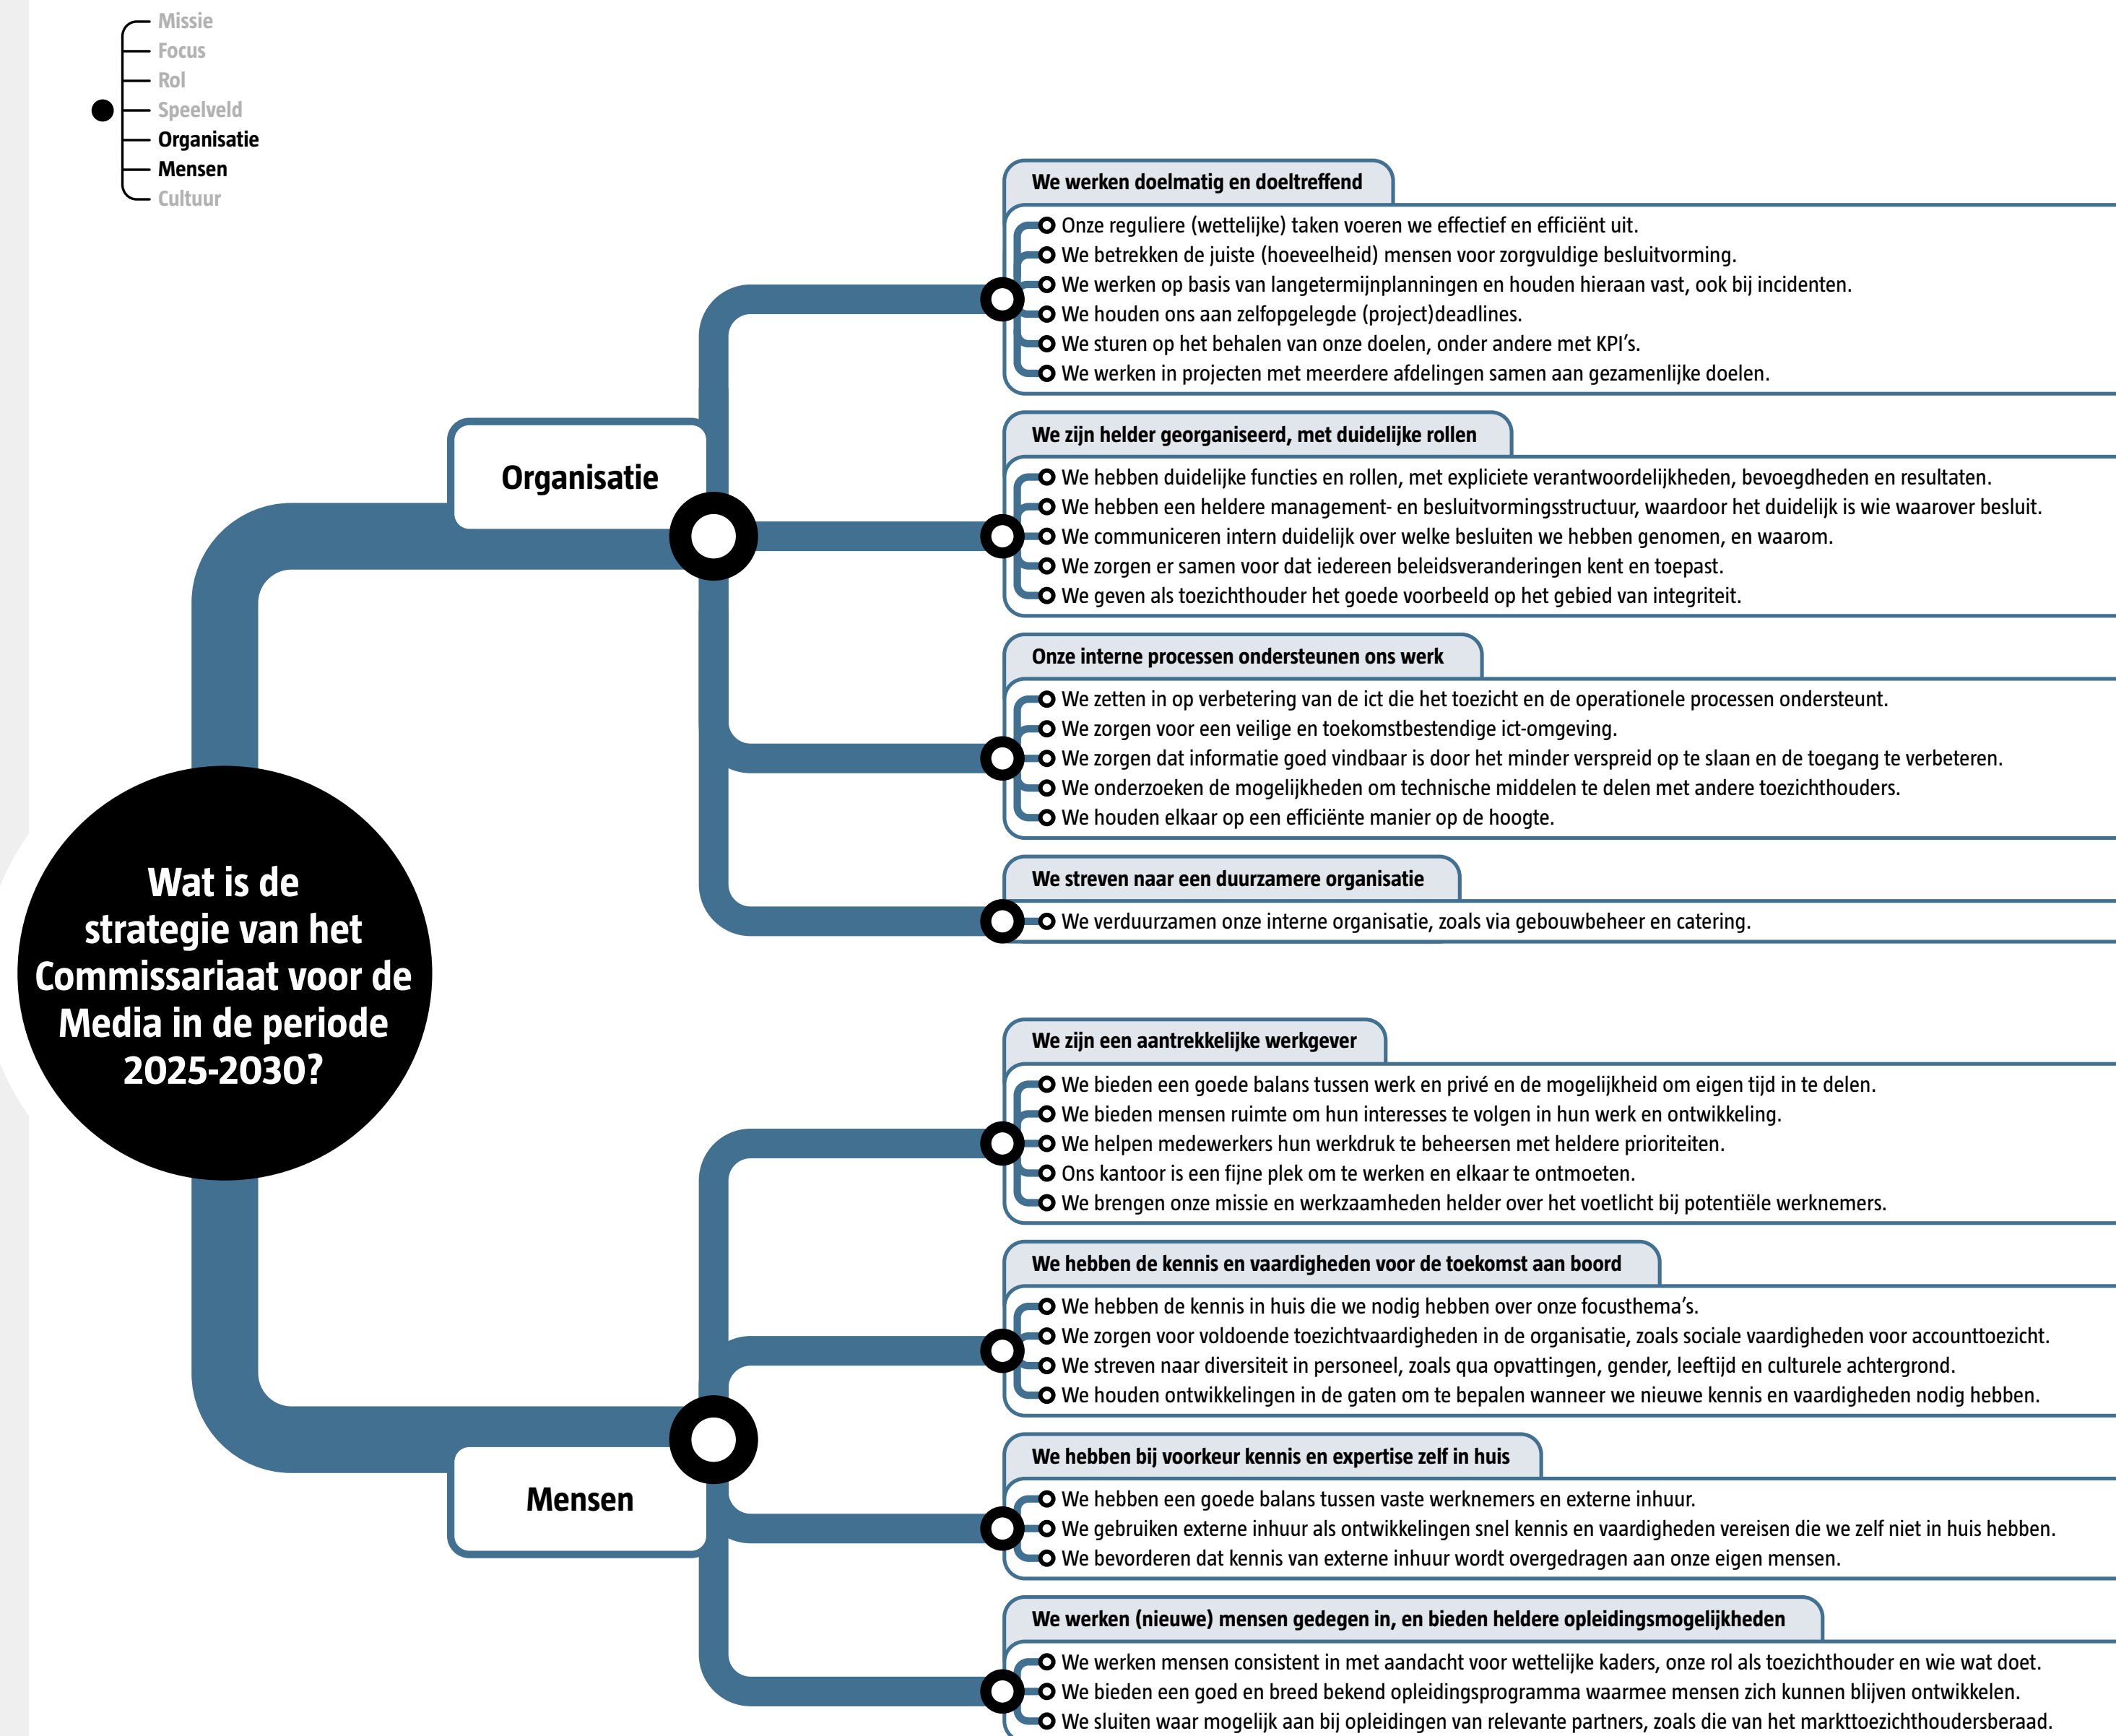 Missie
Focus
Rol
Speelveld
Organisatie
Mensen
Cultuur
Wat is de
strategie van het
Commissariaat voor de
Media in de periode
2025-2030?
Organisatie
We werken doelmatig en doeltreffend
Onze reguliere (wettelijke) taken voeren we effectief en efficiënt uit.
We betrekken de juiste (hoeveelheid) mensen voor zorgvuldige besluitvorming.
We werken op basis van langetermijnplanningen en houden hieraan vast, ook bij incidenten.
We houden ons aan zelfopgelegde (project)deadlines.
We sturen op het behalen van onze doelen, onder andere met KPI’s.
We werken in projecten met meerdere afdelingen samen aan gezamenlijke doelen.
We zijn helder georganiseerd, met duidelijke rollen
We hebben duidelijke functies en rollen, met expliciete verantwoordelijkheden, bevoegdheden en resultaten.
We hebben een heldere management- en besluitvormingsstructuur, waardoor het duidelijk is wie waarover besluit.
We communiceren intern duidelijk over welke besluiten we hebben genomen, en waarom.
We zorgen er samen voor dat iedereen beleidsveranderingen kent en toepast.
We geven als toezichthouder het goede voorbeeld op het gebied van integriteit.
Onze interne processen ondersteunen ons werk
We zetten in op verbetering van de ict die het toezicht en de operationele processen ondersteunt.
We zorgen voor een veilige en toekomstbestendige ict-omgeving.
We zorgen dat informatie goed vindbaar is door het minder verspreid op te slaan en de toegang te verbeteren.
We onderzoeken de mogelijkheden om technische middelen te delen met andere toezichthouders.
We houden elkaar op een efficiënte manier op de hoogte.
We streven naar een duurzamere organisatie
We verduurzamen onze interne organisatie, zoals via gebouwbeheer en catering.
Mensen
We zijn een aantrekkelijke werkgever
We bieden een goede balans tussen werk en privé en de mogelijkheid om eigen tijd in te delen.
We bieden mensen ruimte om hun interesses te volgen in hun werk en ontwikkeling.
We helpen medewerkers hun werkdruk te beheersen met heldere prioriteiten.
Ons kantoor is een fijne plek om te werken en elkaar te ontmoeten.
We brengen onze missie en werkzaamheden helder over het voetlicht bij potentiële werknemers.
We hebben de kennis en vaardigheden voor de toekomst aan boord
We hebben de kennis in huis die we nodig hebben over onze focusthema’s.
We zorgen voor voldoende toezichtvaardigheden in de organisatie, zoals sociale vaardigheden voor accounttoezicht.
We streven naar diversiteit in personeel, zoals qua opvattingen, gender, leeftijd en culturele achtergrond.
We houden ontwikkelingen in de gaten om te bepalen wanneer we nieuwe kennis en vaardigheden nodig hebben.
We hebben bij voorkeur kennis en expertise zelf in huis
We hebben een goede balans tussen vaste werknemers en externe inhuur.
We gebruiken externe inhuur als ontwikkelingen snel kennis en vaardigheden vereisen die we zelf niet in huis hebben.
We bevorderen dat kennis van externe inhuur wordt overgedragen aan onze eigen mensen.
We werken (nieuwe) mensen gedegen in, en bieden heldere opleidingsmogelijkheden
We werken mensen consistent in met aandacht voor wettelijke kaders, onze rol als toezichthouder en wie wat doet.
We bieden een goed en breed bekend opleidingsprogramma waarmee mensen zich kunnen blijven ontwikkelen.
We sluiten waar mogelijk aan bij opleidingen van relevante partners, zoals die van het markttoezichthoudersberaad.